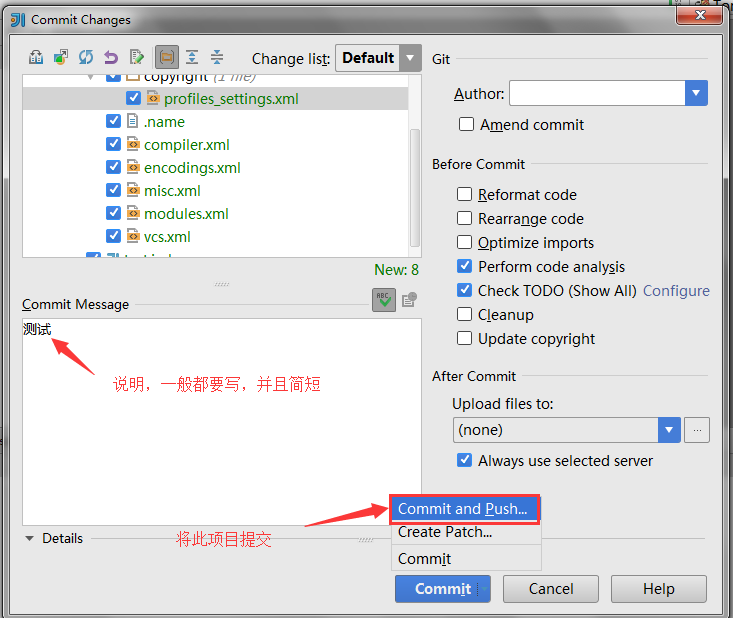 Commit Changes
Change list: Default
copyright (1 file)
profiles_settings.xml
.name
compiler.xml
encodings.xml
misc.xml
modules.xml
vcs.xml
New: 8
Commit Message
测试
说明，一般都要写，并且简短
将此项目提交
Details
Git
Author:
Amend commit
Before Commit
Reformat code
Rearrange code
Optimize imports
Perform code analysis
Check TODO (Show All) Configure
Cleanup
Update copyright
After Commit
Upload files to:
(none)
...
Always use selected server
Commit and Push...
Create Patch...
Commit
Commit
Cancel
Help